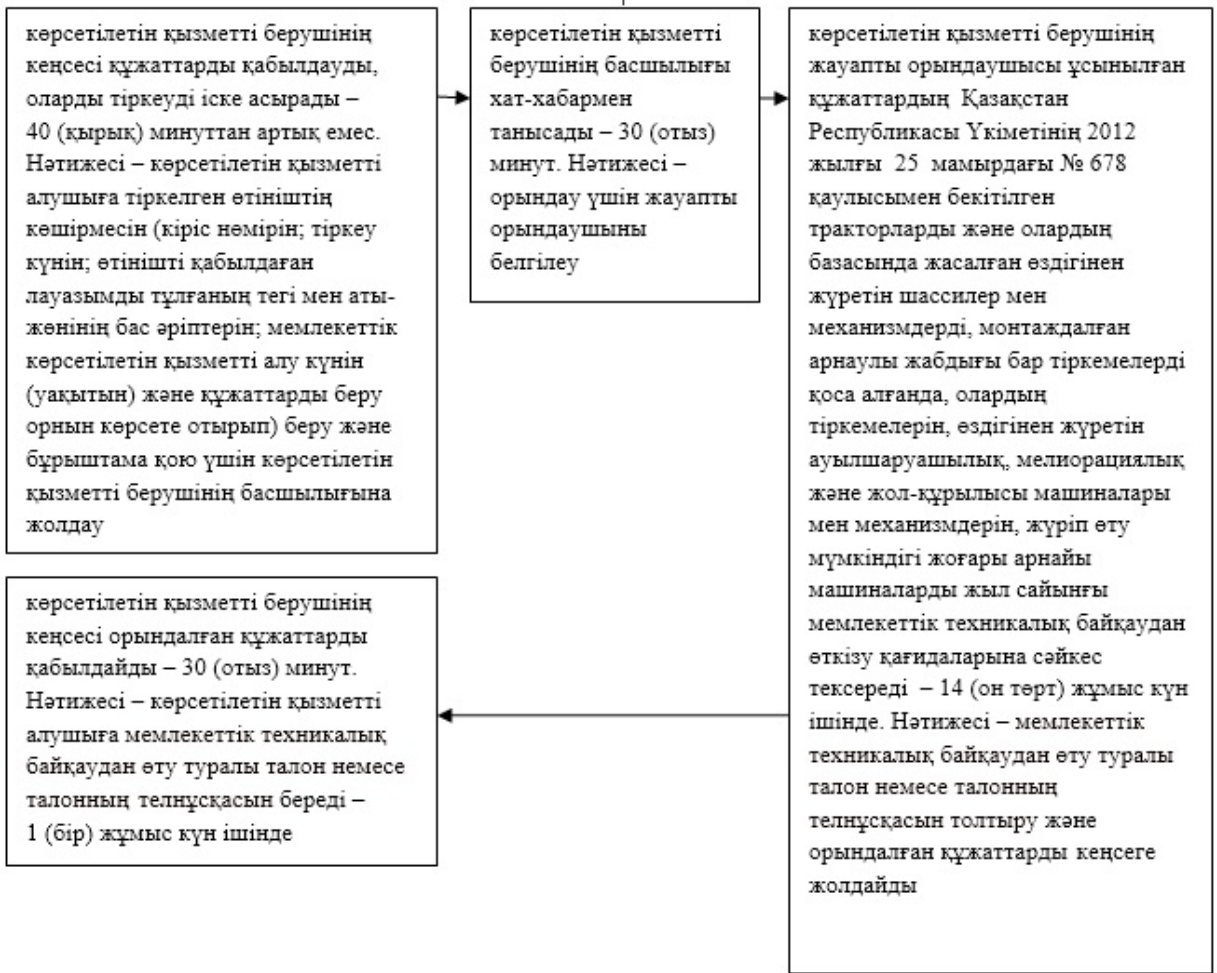 көрсетілетін қызметті берушінің
кеңсесі құжаттарды қабылдауды,
оларды тіркеуді іске асырады –
40 (қырық) минуттан артық емес.
Нәтижесі – көрсетілетін қызметті
алушыға тіркелген өтініштің
көшірмесін (кіріс нөмірін; тіркеу
күнін; өтінішті қабылдаған
лауазымды тұлғаның тегі мен аты-
жөнінің бас әріптерін; мемлекеттік
көрсетілетін қызметті алу күнін
(уақытын) және құжаттарды беру
орнын көрсете отырып) беру және
бұрыштама қою үшін көрсетілетін
қызметті берушінің басшылығына
жолдау
көрсетілетін қызметті
берушінің басшылығы
хат-хабармен
танысады – 30 (отыз)
минут. Нәтижесі –
орындау үшін жауапты
орындаушыны
белгілеу
көрсетілетін қызметті берушінің
жауапты орындаушысы ұсынылған
құжаттардың Қазақстан
Республикасы Үкіметінің 2012
жылғы 25 мамырдағы № 678
қаулысымен бекітілген
тракторларды және олардың
базасында жасалған өздігінен
жүретін шассилер мен
механизмдерді, монтаждалған
арнаулы жабдығы бар тіркемелерді
қоса алғанда, олардың
тіркемелерін, өздігінен жүретін
ауылшаруашылық, мелиорациялық
және жол-құрылысы машиналары
мен механизмдерін, жүріп өту
мүмкіндігі жоғары арнайы
машиналарды жыл сайынғы
мемлекеттік техникалық байқаудан
өткізу қағидаларына сәйкес
тексереді – 14 (он төрт) жұмыс күн
ішінде. Нәтижесі – мемлекеттік
техникалық байқаудан өту туралы
талон немесе талонның
телнұсқасын толтыру және
орындалған құжаттарды кеңсеге
жолдайды
көрсетілетін қызметті берушінің
кеңсесі орындалған құжаттарды
қабылдайды – 30 (отыз) минут.
Нәтижесі – көрсетілетін қызметті
алушыға мемлекеттік техникалық
байқаудан өту туралы талон немесе
талонның телнұсқасын береді –
1 (бір) жұмыс күн ішінде